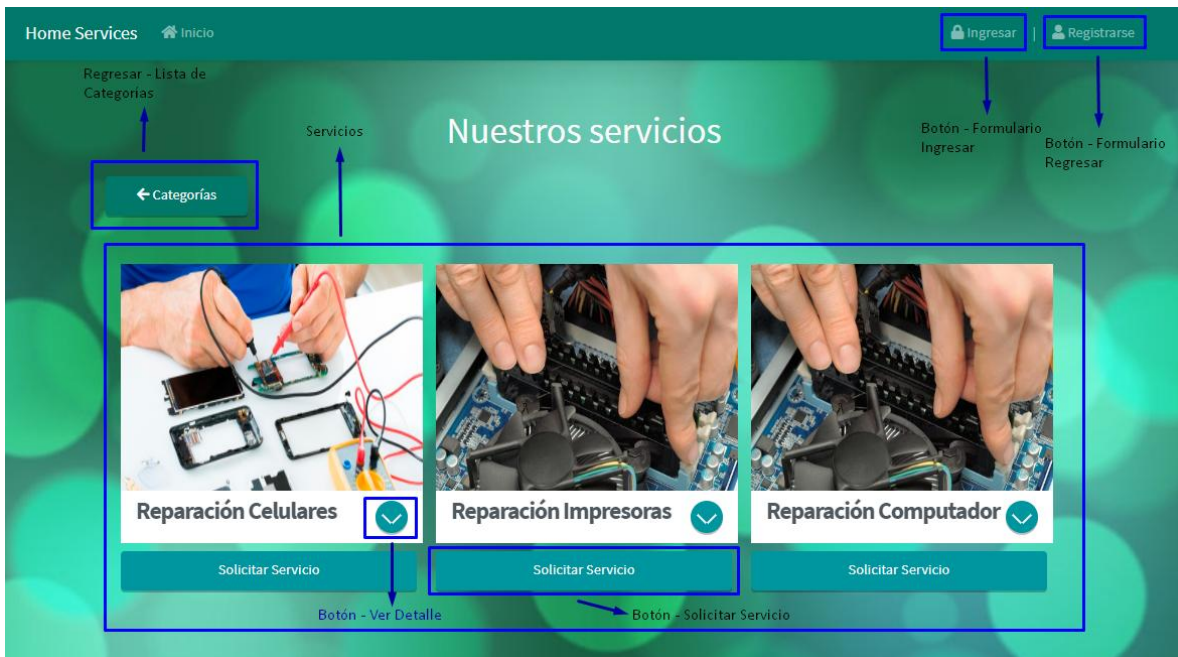 Home Services Inicio Ingresar | Registrarse
Regresar - Lista de
Categorías
Servicios
Nuestros servicios
Botón - Formulario
Ingresar
Botón - Formulario
Regresar
Categorías
Reparación Celulares
Reparación Impresoras
Reparación Computador
Solicitar Servicio
Solicitar Servicio
Solicitar Servicio
Botón - Ver Detalle
Botón - Solicitar Servicio